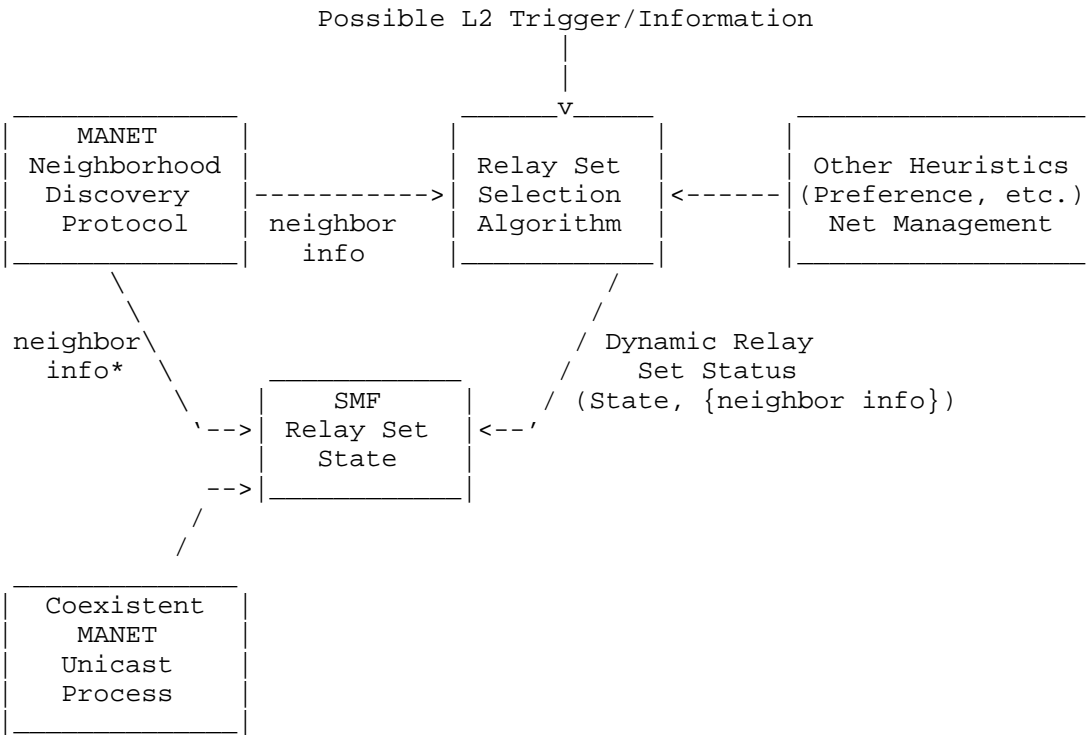 Possible L2 Trigger/Information
MANET
Neighborhood
Discovery
Protocol
neighbor
info
Relay Set
Selection
Algorithm
Other Heuristics
(Preference, etc.)
Net Management
neighbor
info*
Dynamic Relay
Set Status
(State, {neighbor info})
SMF
Relay Set
State
Coexistent
MANET
Unicast
Process